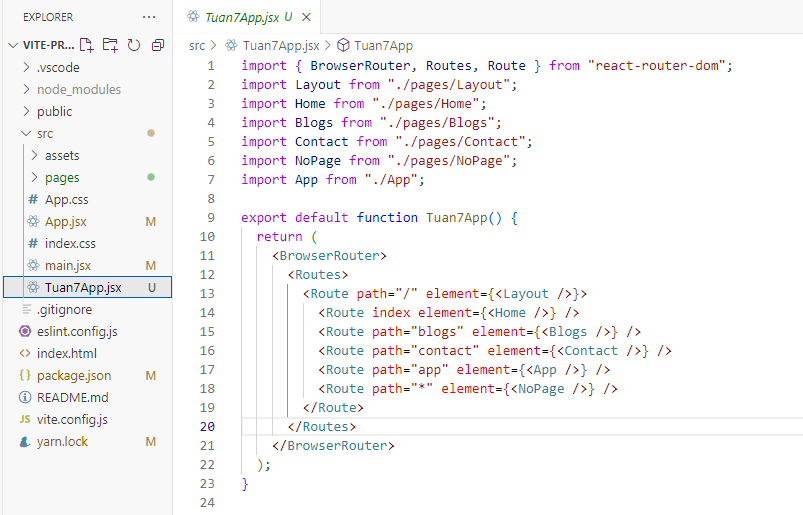 EXPLORER
VITE-PR...
.vscode
node_modules
public
src
assets
pages
# App.css
App.jsx M
# index.css
main.jsx M
Tuan7App.jsx U
.gitignore
eslint.config.js
<> index.html
{} package.json M
README.md
JS vite.config.js
yarn.lock M
Tuan7App.jsx U
src > Tuan7App.jsx > Tuan7App
1 import { BrowserRouter, Routes, Route } from "react-router-dom";
2 import Layout from "./pages/Layout";
3 import Home from "./pages/Home";
4 import Blogs from "./pages/Blogs";
5 import Contact from "./pages/Contact";
6 import NoPage from "./pages/NoPage";
7 import App from "./App";
8
9 export default function Tuan7App() {
10   return (
11     <BrowserRouter>
12       <Routes>
13         <Route path="/" element={<Layout />}>
14           <Route index element={<Home />} />
15           <Route path="blogs" element={<Blogs />} />
16           <Route path="contact" element={<Contact />} />
17           <Route path="app" element={<App />} />
18           <Route path="*" element={<NoPage />} />
19         </Route>
20       </Routes>
21     </BrowserRouter>
22   );
23 }
24